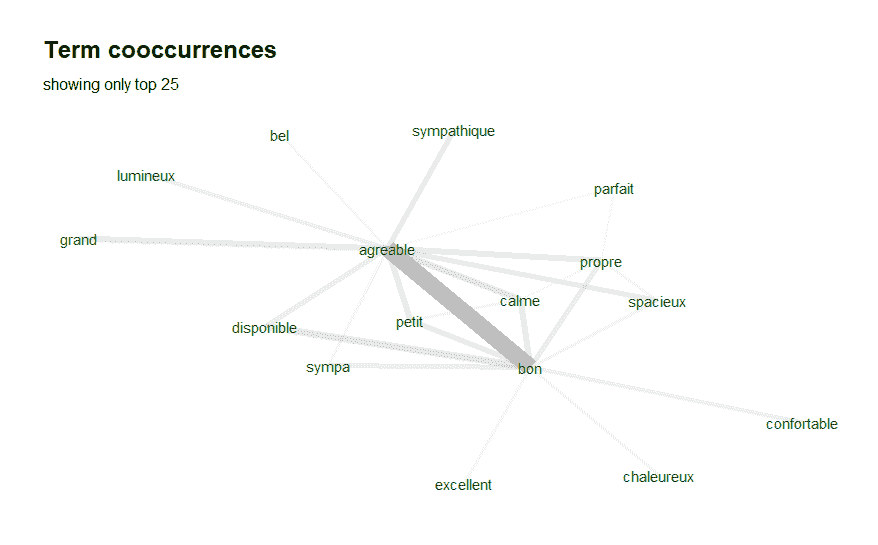 Term cooccurrences
showing only top 25
sympathique
bel
lumineux
parfait
grand
agreable
propre
calme
spacieux
petit
disponible
sympa
bon
confortable
chaleureux
excellent